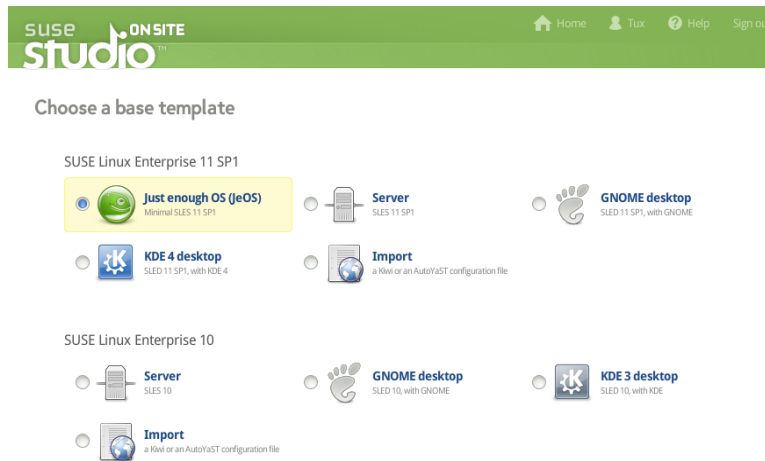 suse ON SITE
studio™
Home Tux Help Sign ou
Choose a base template
SUSE Linux Enterprise 11 SP1
Just enough OS (JeOS)
Minimal SLES 11 SP1
Server
SLES 11 SP1
GNOME desktop
SLED 11 SP1, with GNOME
KDE 4 desktop
SLED 11 SP1, with KDE 4
Import
a Kiwi or an AutoYaST configuration file
SUSE Linux Enterprise 10
Server
SLES 10
GNOME desktop
SLED 10, with GNOME
KDE 3 desktop
SLED 10, with KDE
Import
a Kiwi or an AutoYaST configuration file